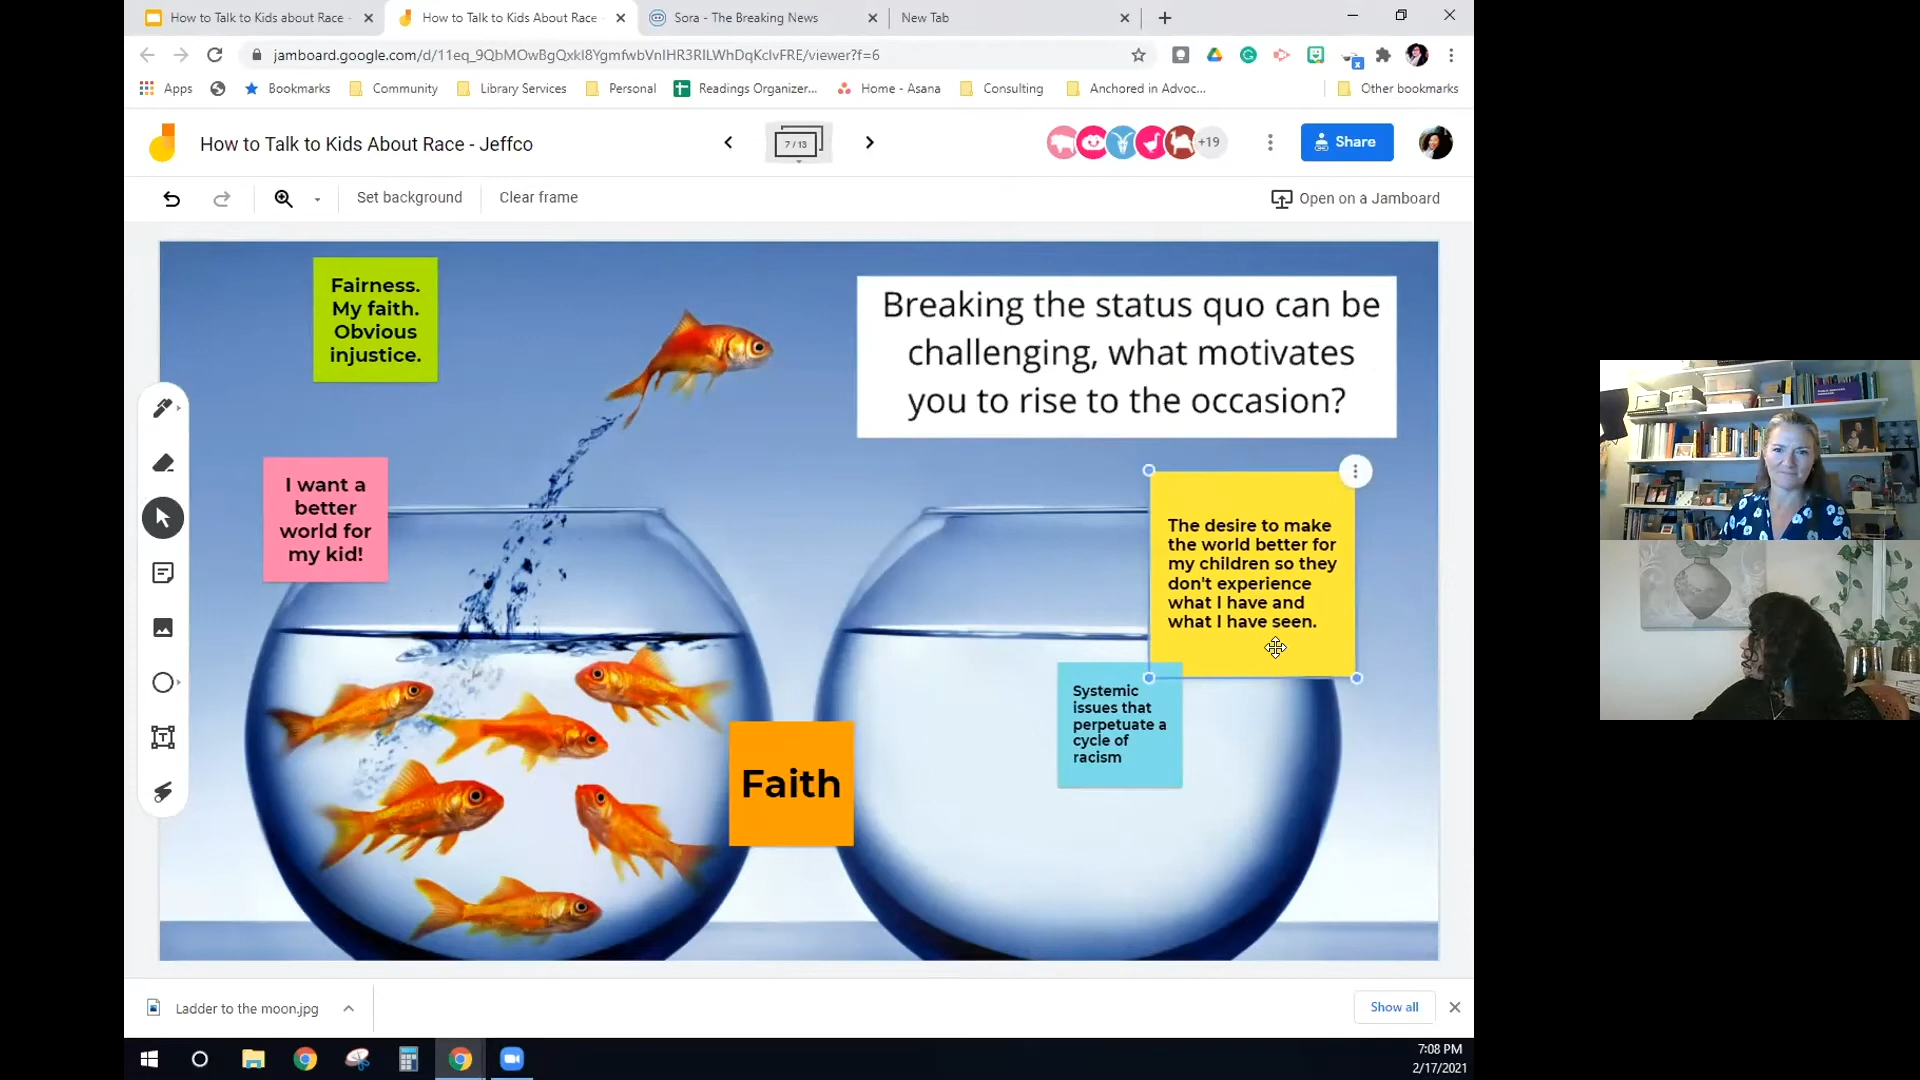 How to Talk to Kids about Race -
How to Talk to Kids About Race
Sora - The Breaking News
New Tab
jamboard.google.com/d/11eq_9QbMOwBgQxkI8YgmfwbVnIHR3RILWhDqKcIvFRE/viewer?f=6
Apps
Bookmarks
Community
Library Services
Personal
Readings Organizer...
Home - Asana
Consulting
Anchored in Advoc...
Other bookmarks
How to Talk to Kids About Race - Jeffco
7 / 13
+19
Share
Set background
Clear frame
Open on a Jamboard
Fairness.
My faith.
Obvious
injustice.
Breaking the status quo can be
challenging, what motivates
you to rise to the occasion?
I want a
better
world for
my kid!
The desire to make
the world better for
my children so they
don't experience
what I have and
what I have seen.
Systemic
issues that
perpetuate a
cycle of
racism
Faith
Ladder to the moon.jpg
Show all
7:08 PM
2/17/2021